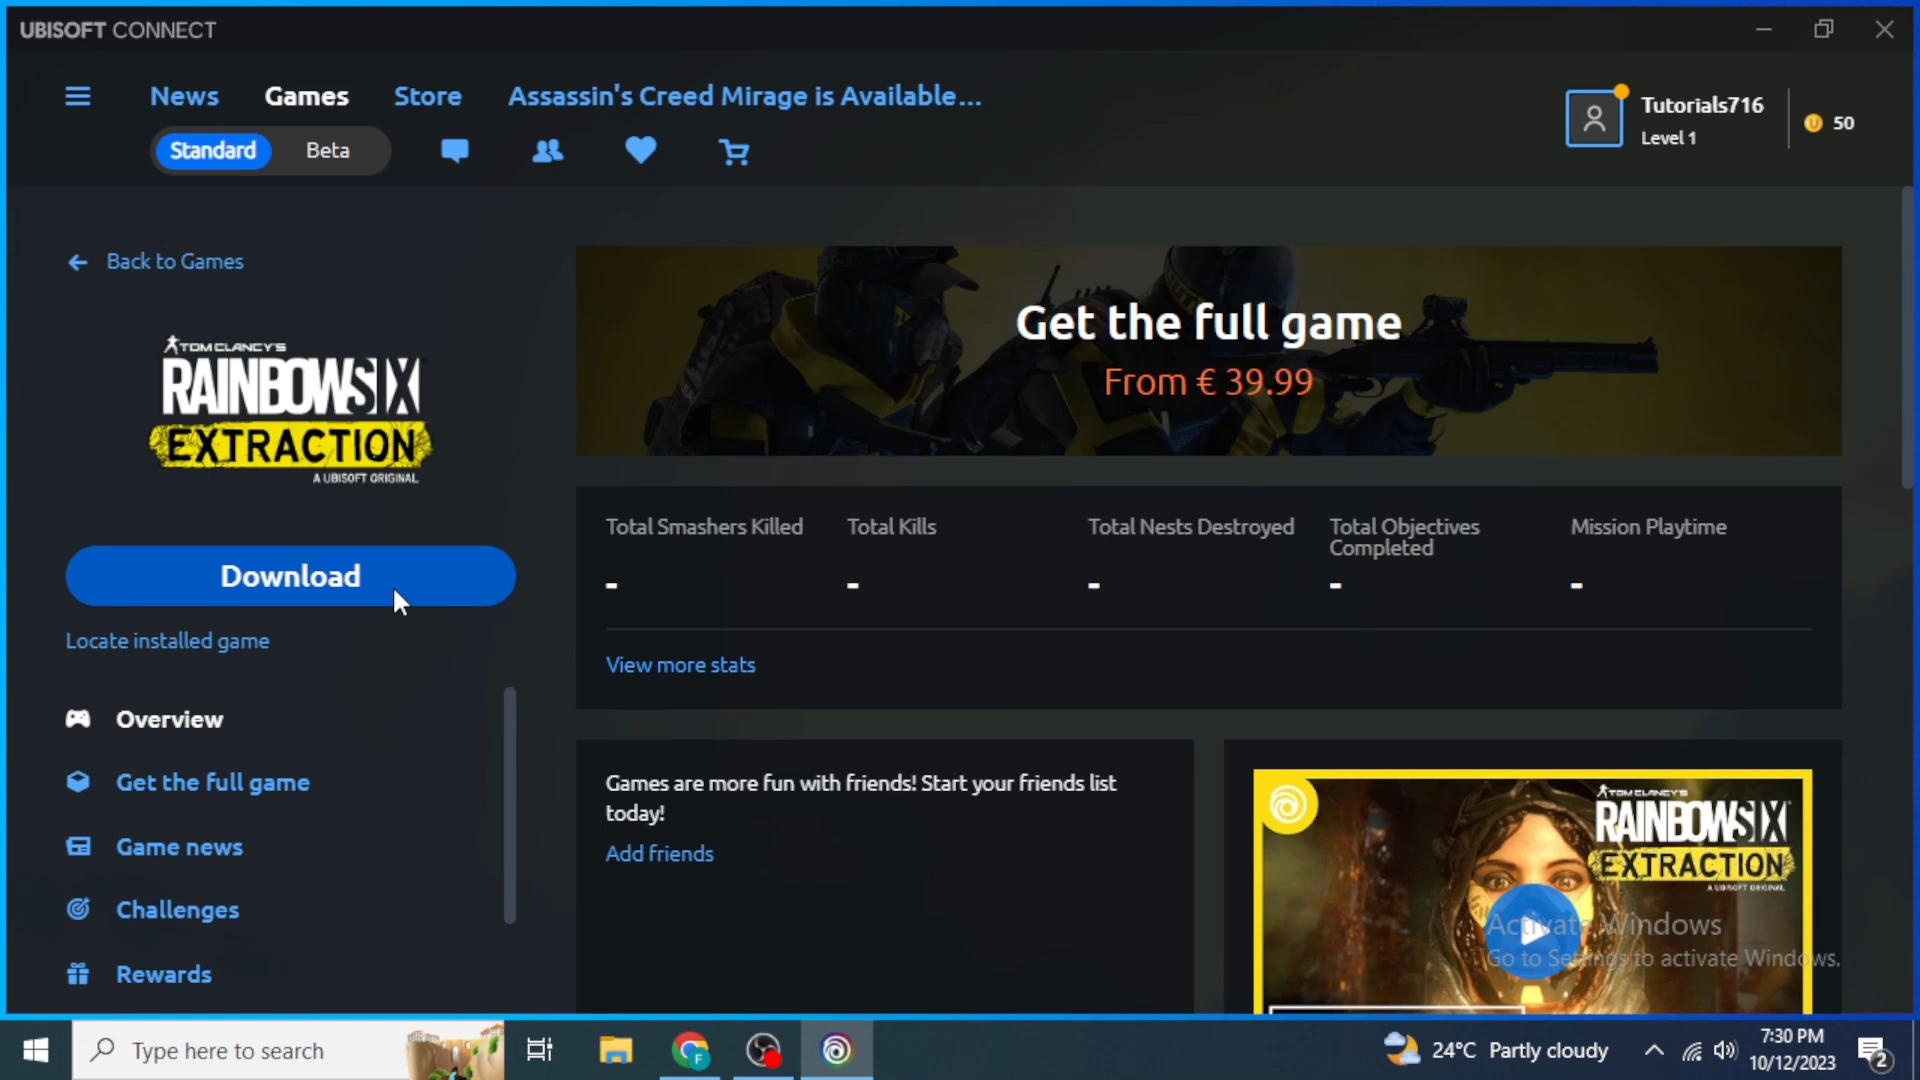 UBISOFT CONNECT
News Games Store Assassin's Creed Mirage is Available...
Standard Beta
Tutorials716
Level 1
50
Back to Games
TOM CLANCY'S
RAINBOW SIX
EXTRACTION
A UBISOFT ORIGINAL
Download
Locate installed game
Overview
Get the full game
Game news
Challenges
Rewards
Get the full game
From € 39.99
Total Smashers Killed
-
Total Kills
-
Total Nests Destroyed
-
Total Objectives
Completed
-
Mission Playtime
-
View more stats
Games are more fun with friends! Start your friends list
today!
Add friends
TOM CLANCY'S
RAINBOW SIX
EXTRACTION
A UBISOFT ORIGINAL
Activate Windows
Go to Settings to activate Windows.
Type here to search
F
24°C Partly cloudy
7:30 PM
10/12/2023
2